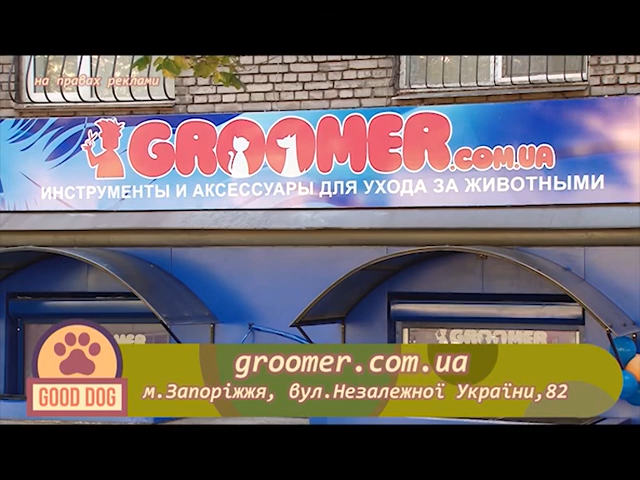 на правах реклами
GROOMER.com.ua
ИНСТРУМЕНТЫ И АКСЕССУАРЫ ДЛЯ УХОДА ЗА ЖИВОТНЫМИ
GROOMER
groomer.com.ua
GOOD DOG
м.Запоріжжя, вул.Незалежної України,82